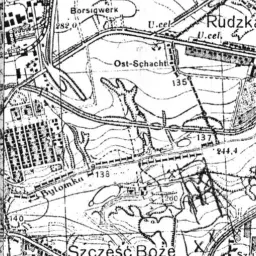 Borsigwerk
282,0
U.cel.
Rudzka
U.cel.
Ost-Schacht
135
137
244,4
138
Bytomka
140
Szczęść Boże